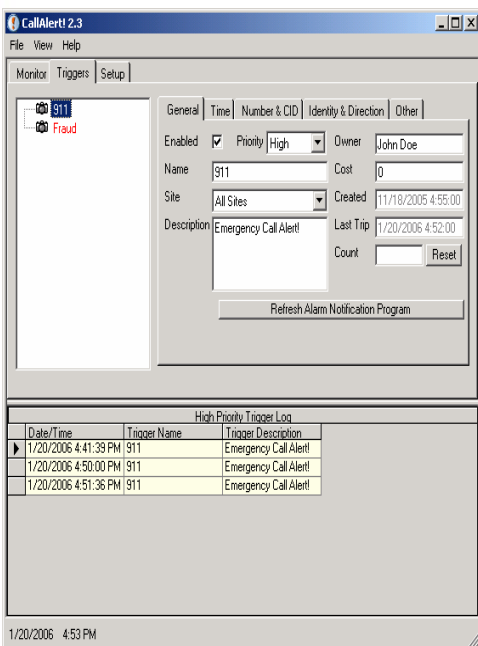 CallAlert! 2.3
File View Help
Monitor Triggers Setup
911
Fraud
General Time Number & CID Identity & Direction Other
Enabled Priority High Owner John Doe
Name 911 Cost 0
Site All Sites Created 11/18/2005 4:55:00
Description Emergency Call Alert! Last Trip 1/20/2006 4:52:00
Count Reset
Refresh Alarm Notification Program
High Priority Trigger Log
Date/Time Trigger Name Trigger Description
1/20/2006 4:41:39 PM 911 Emergency Call Alert!
1/20/2006 4:50:00 PM 911 Emergency Call Alert!
1/20/2006 4:51:36 PM 911 Emergency Call Alert!
1/20/2006 4:53 PM